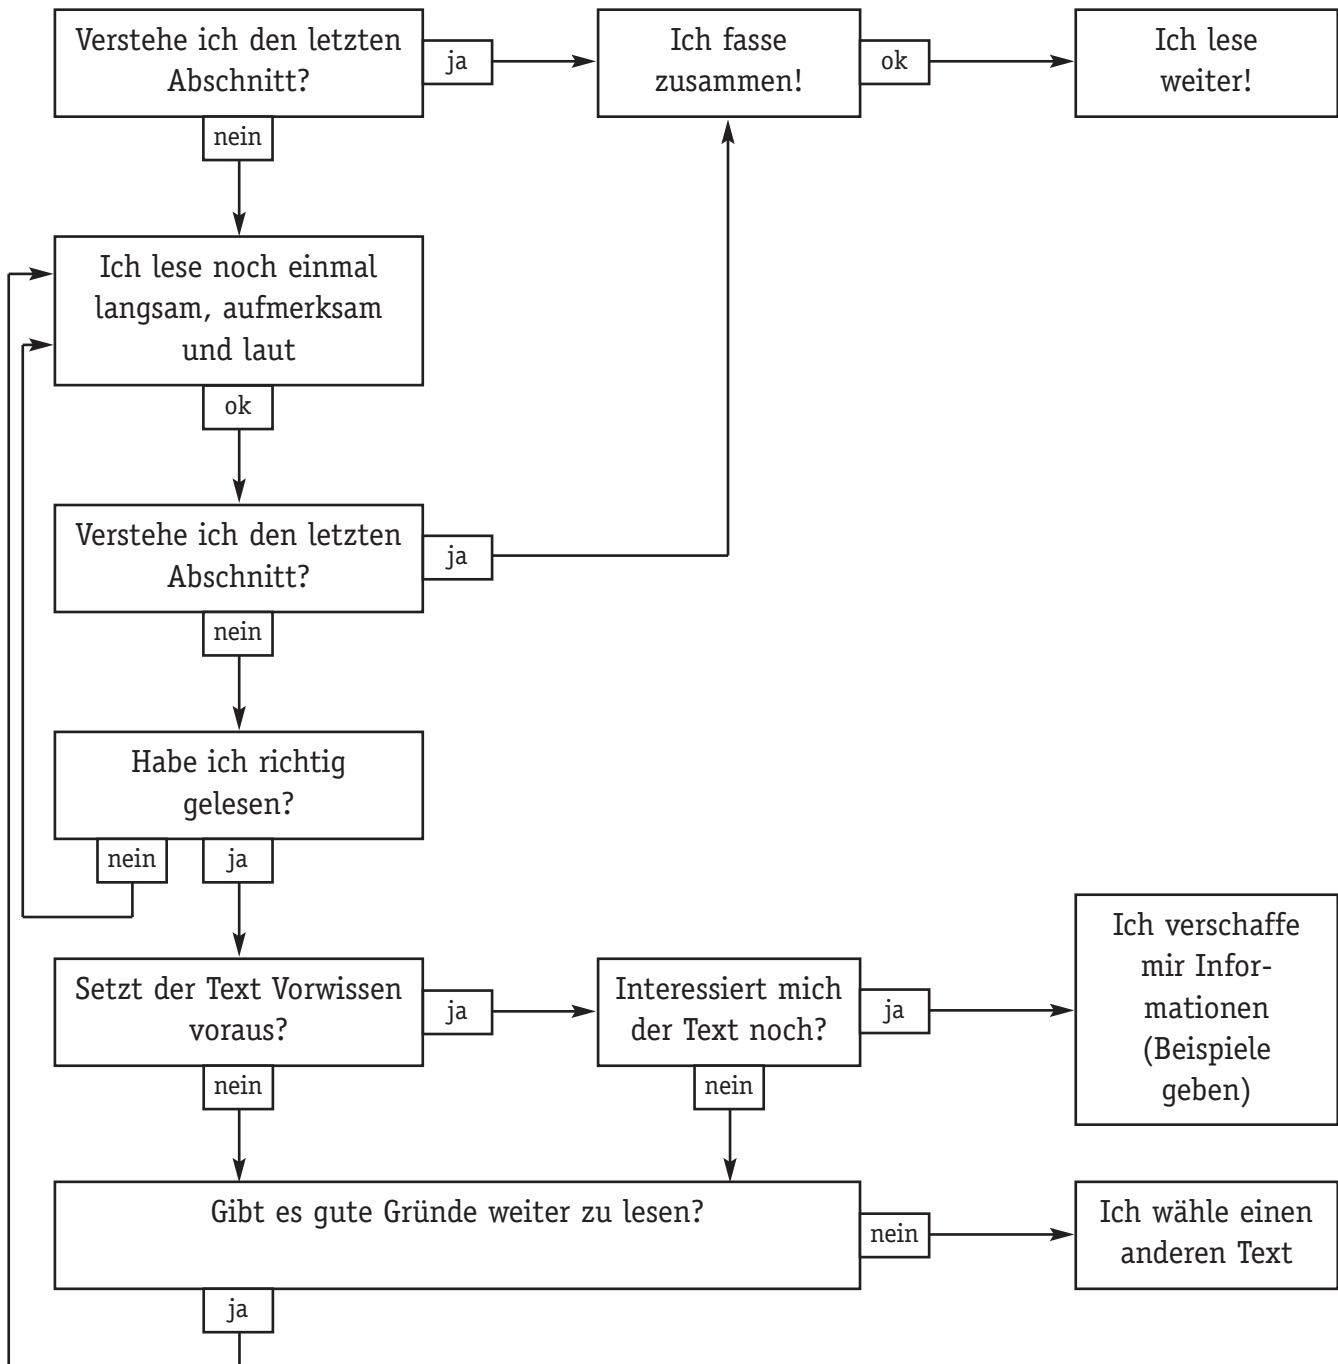 Verstehe ich den letzten
Abschnitt?
ja
Ich fasse
zusammen!
ok
Ich lese
weiter!
nein
Ich lese noch einmal
langsam, aufmerksam
und laut
ok
Verstehe ich den letzten
Abschnitt?
ja
nein
Habe ich richtig
gelesen?
nein
ja
Setzt der Text Vorwissen
voraus?
ja
Interessiert mich
der Text noch?
ja
Ich verschaffe
mir Infor-
mationen
(Beispiele
geben)
nein
nein
Gibt es gute Gründe weiter zu lesen?
nein
Ich wähle einen
anderen Text
ja